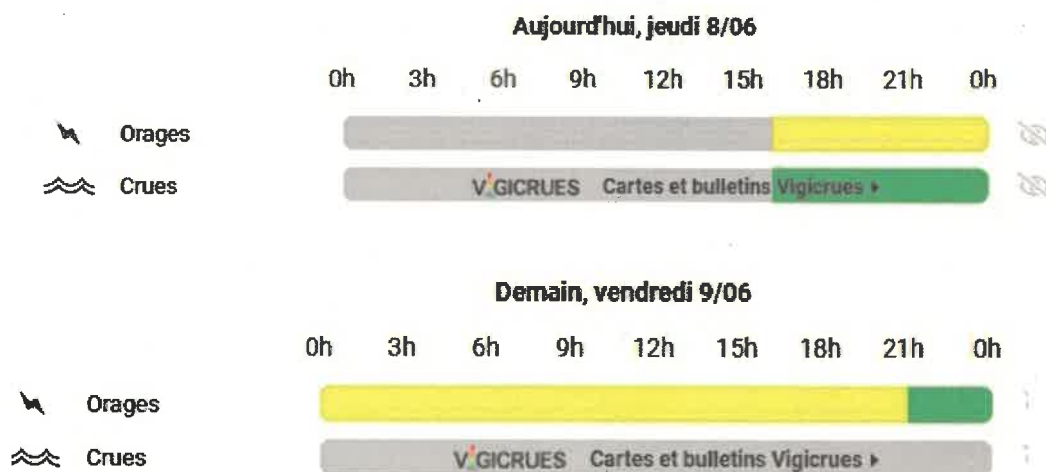 Aujourd'hui, jeudi 8/06
0h 3h 6h 9h 12h 15h 18h 21h 0h
Orages
Crues VIGICRUES Cartes et bulletins Vigicrues
Demain, vendredi 9/06
0h 3h 6h 9h 12h 15h 18h 21h 0h
Orages
Crues VIGICRUES Cartes et bulletins Vigicrues